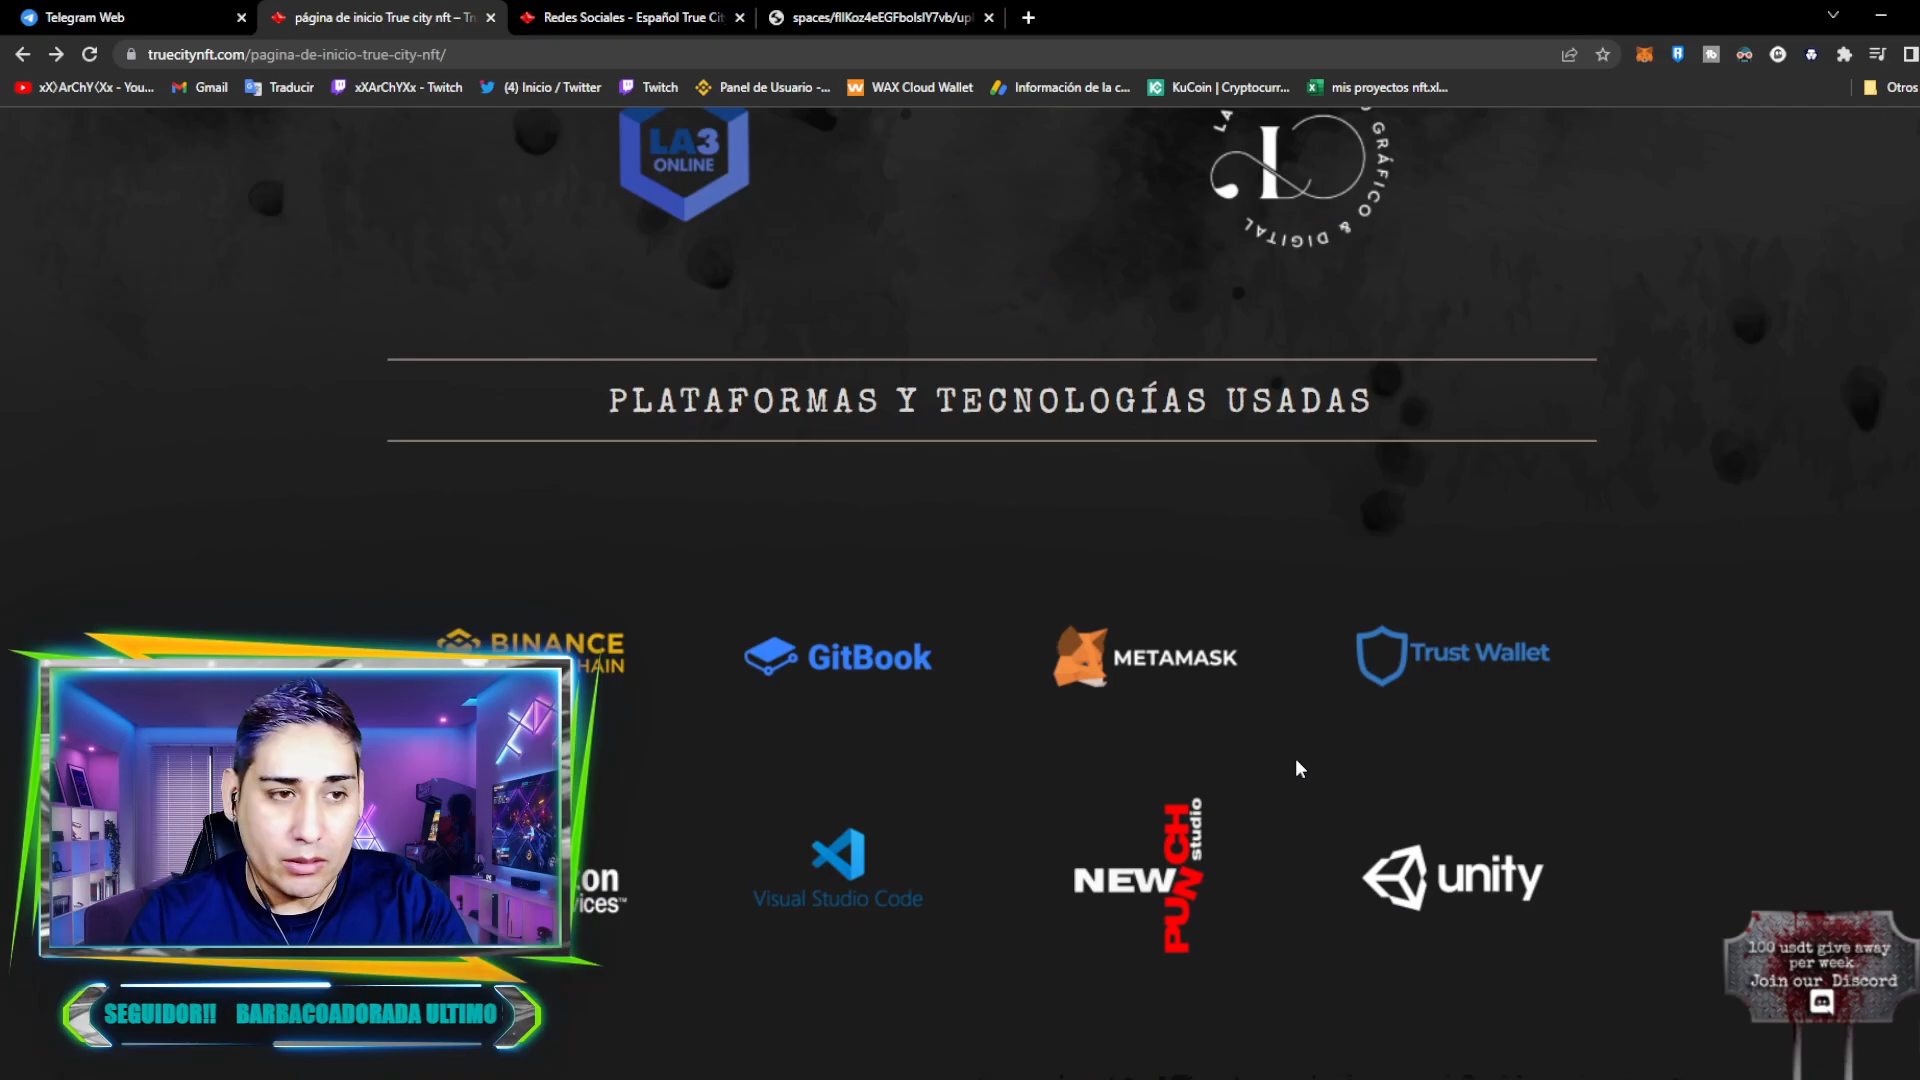 Telegram Web
página de inicio True city nft – Tr
Redes Sociales - Español True Cit
truecitynft.com/pagina-de-inicio-true-city-nft/
Gmail
Traducir
xXArChYXx - Twitch
(4) Inicio / Twitter
Twitch
Panel de Usuario -...
WAX Cloud Wallet
Información de la c...
KuCoin | Cryptocurr...
mis proyectos nft.xl...
Otros
LA3
ONLINE
GRÁFICO & DIGITAL
PLATAFORMAS Y TECNOLOGÍAS USADAS
BINANCE
HAIN
GitBook
METAMASK
Trust Wallet
on
ices™
Visual Studio Code
NEW
PUNCH
studio
unity
100 usdt give away
per week
Join our Discord
SEGUIDOR!! BARBACOADORADA ULTIMO